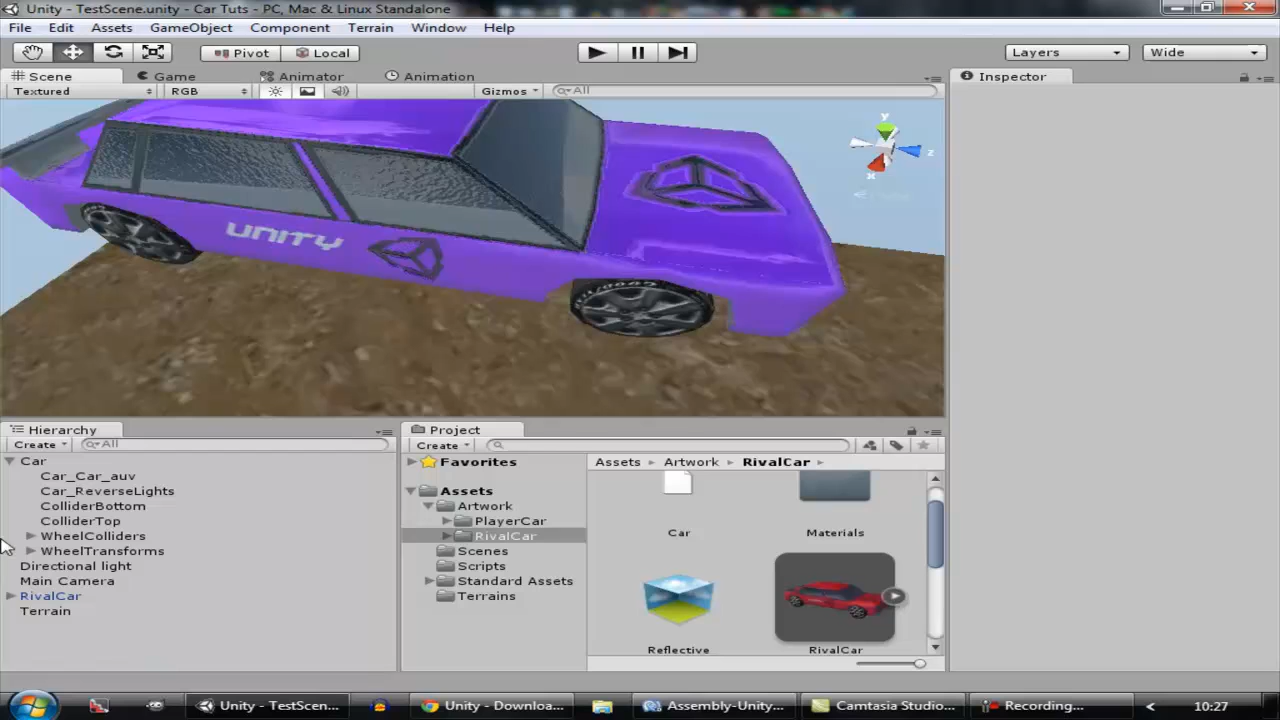 Unity - TestScene.unity - Car Tuts - PC, Mac & Linux Standalone
File Edit Assets GameObject Component Terrain Window Help
Pivot Local Layers Wide
Scene Game Animator Animation Inspector
Textured RGB Gizmos All
y
z
x
UNITY
Hierarchy Project
Create All Create
Car
Car_Car_auv
Car_ReverseLights
ColliderBottom
ColliderTop
WheelColliders
WheelTransforms
Directional light
Main Camera
RivalCar
Terrain
Favorites
Assets
Artwork
PlayerCar
RivalCar
Scenes
Scripts
Standard Assets
Terrains
Assets Artwork RivalCar
Car Materials
Reflective RivalCar
Unity - TestScen... Unity - Downloa... Assembly-Unity... Camtasia Studio... Recording... 10:27